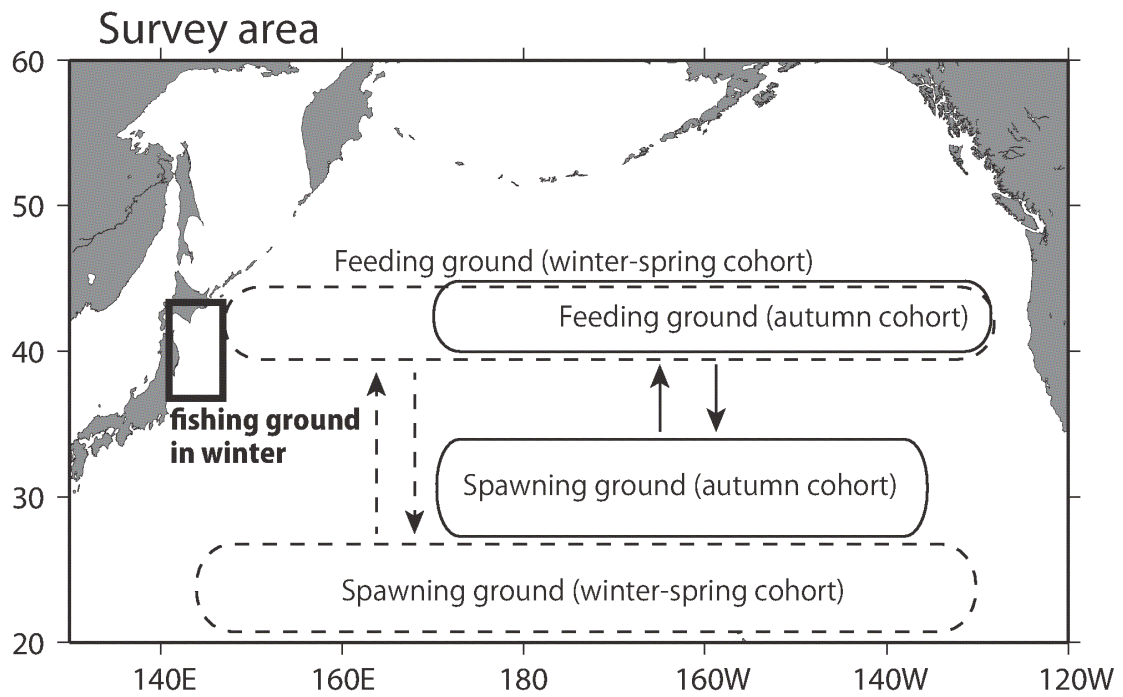 Survey area
60
50
40
30
20
Feeding ground (winter-spring cohort)
Feeding ground (autumn cohort)
fishing ground
in winter
Spawning ground (autumn cohort)
Spawning ground (winter-spring cohort)
140E
160E
180
160W
140W
120W